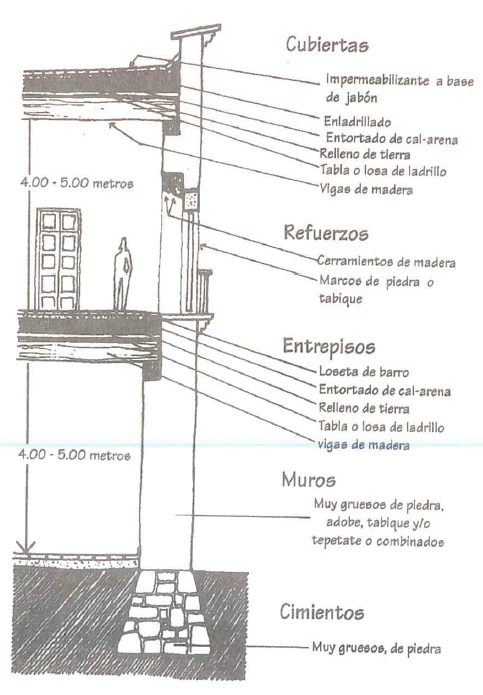 Cubiertas
Impermeabilizante a base
de jabón
Enladrillado
Entortado de cal-arena
Relleno de tierra
Tabla o losa de ladrillo
Vigas de madera
4.00 - 5.00 metros
Refuerzos
Cerramientos de madera
Marcos de piedra o
tabique
Entrepisos
Loseta de barro
Entortado de cal-arena
Relleno de tierra
Tabla o losa de ladrillo
vigas de madera
4.00 - 5.00 metros
Muros
Muy gruesos de piedra,
adobe, tabique y/o
tepetate o combinados
Cimientos
Muy gruesos, de piedra